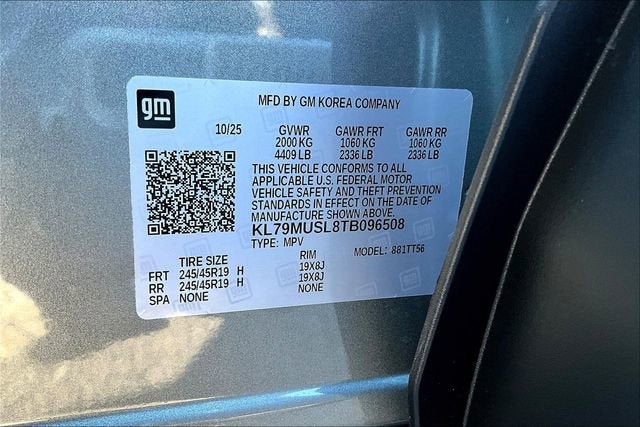 gm
MFD BY GM KOREA COMPANY
10/25 GVWR GAWR FRT GAWR RR
2000 KG 1060 KG 1060 KG
4409 LB 2336 LB 2336 LB
THIS VEHICLE CONFORMS TO ALL
APPLICABLE U.S. FEDERAL MOTOR
VEHICLE SAFETY AND THEFT PREVENTION
STANDARDS IN EFFECT ON THE DATE OF
MANUFACTURE SHOWN ABOVE.
KL79MUSL8TB096508
TYPE: MPV MODEL: 881TT56
TIRE SIZE RIM
FRT 245/45R19 H 19X8J
RR 245/45R19 H 19X8J
SPA NONE NONE